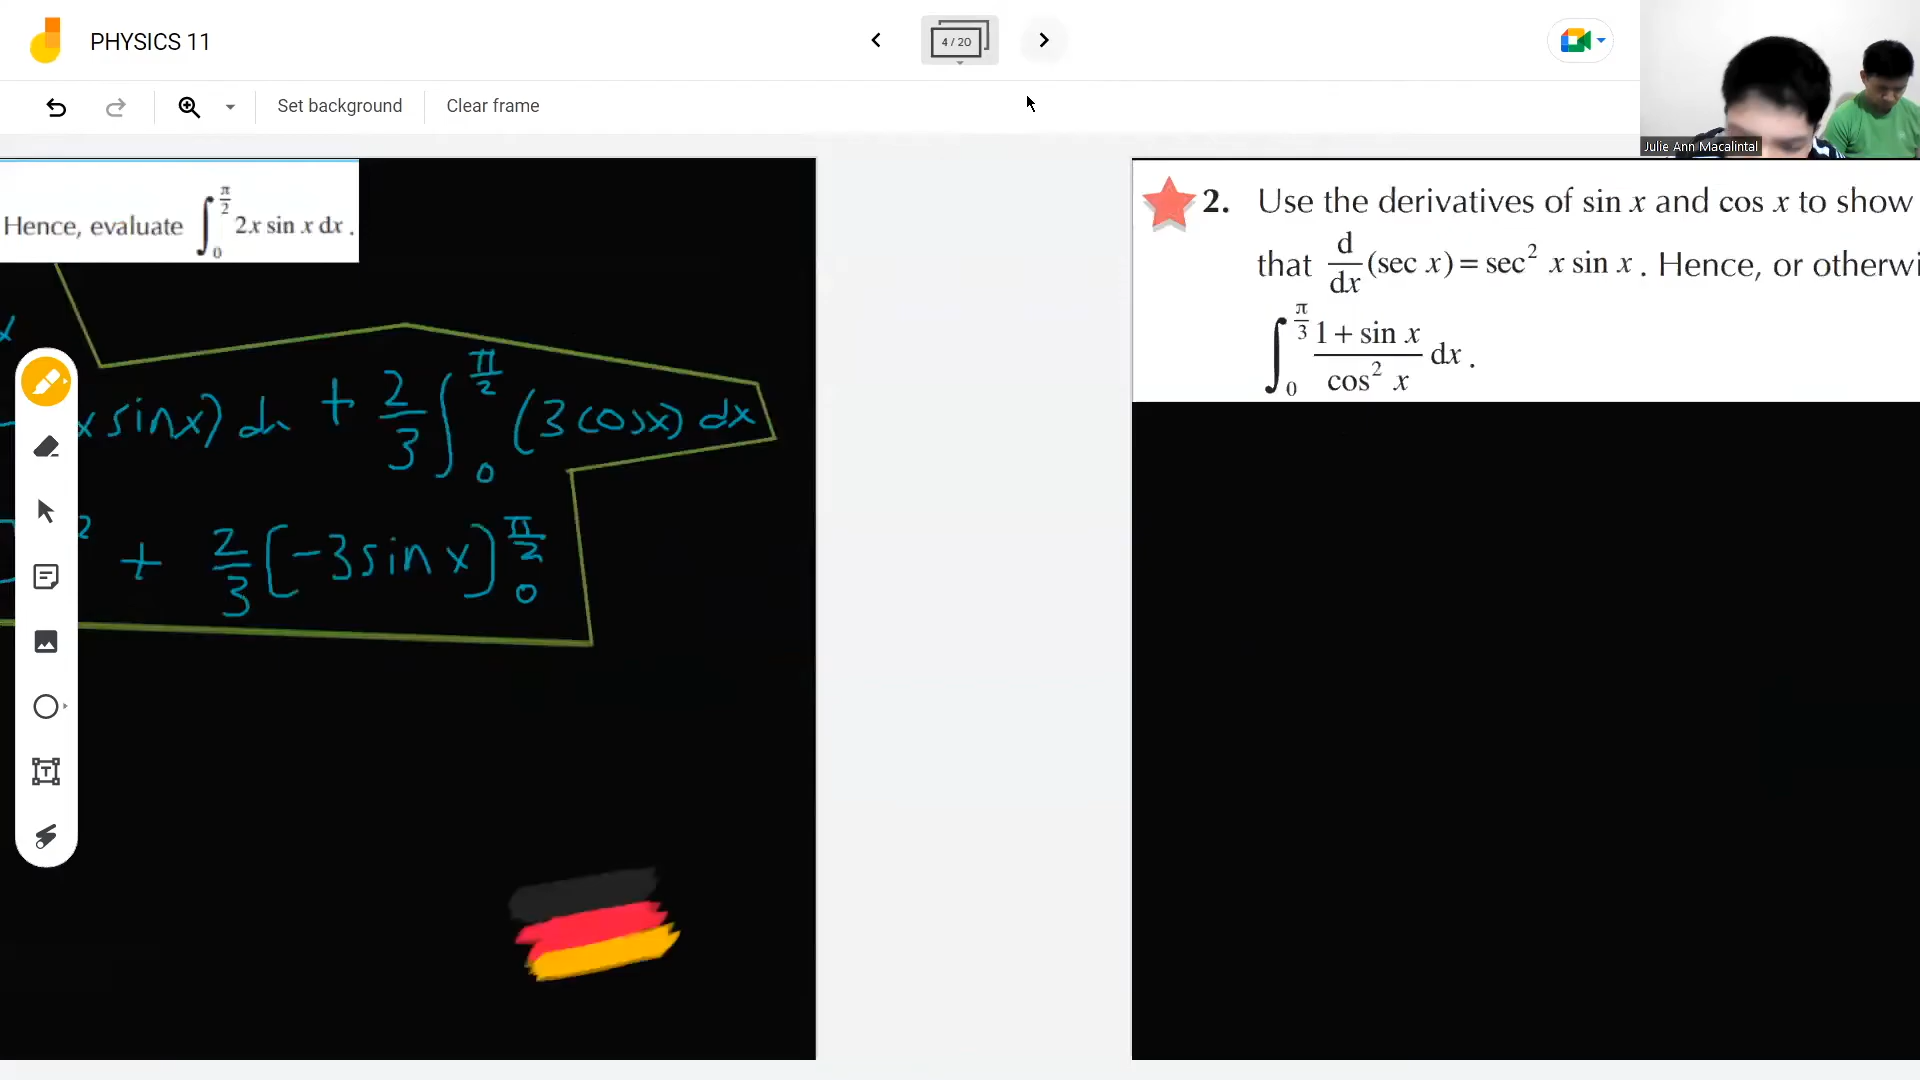 PHYSICS 11
4 / 20
Set background
Clear frame
Julie Ann Macalintal
Hence, evaluate ∫₀^(π/2) 2x sin x dx .
x
x sinx) dx + 2/3 ∫₀^(π/2) (3 cosx) dx
2 + 2/3 [-3 sin x]₀^(π/2)
2. Use the derivatives of sin x and cos x to show
that d/dx (sec x) = sec² x sin x . Hence, or otherwi
∫₀^(π/3) (1 + sin x)/(cos² x) dx .